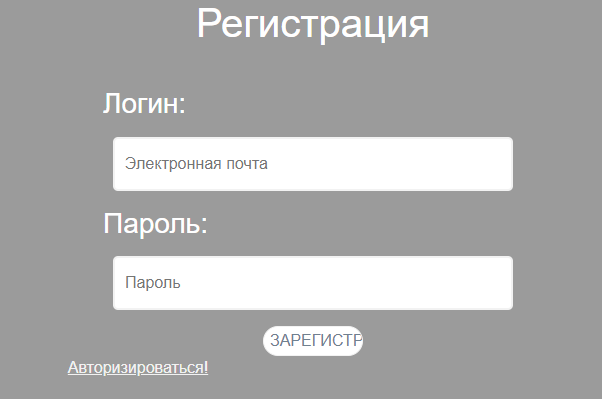 Регистрация
Логин:
Электронная почта
Пароль:
Пароль
ЗАРЕГИСТР
Авторизироваться!